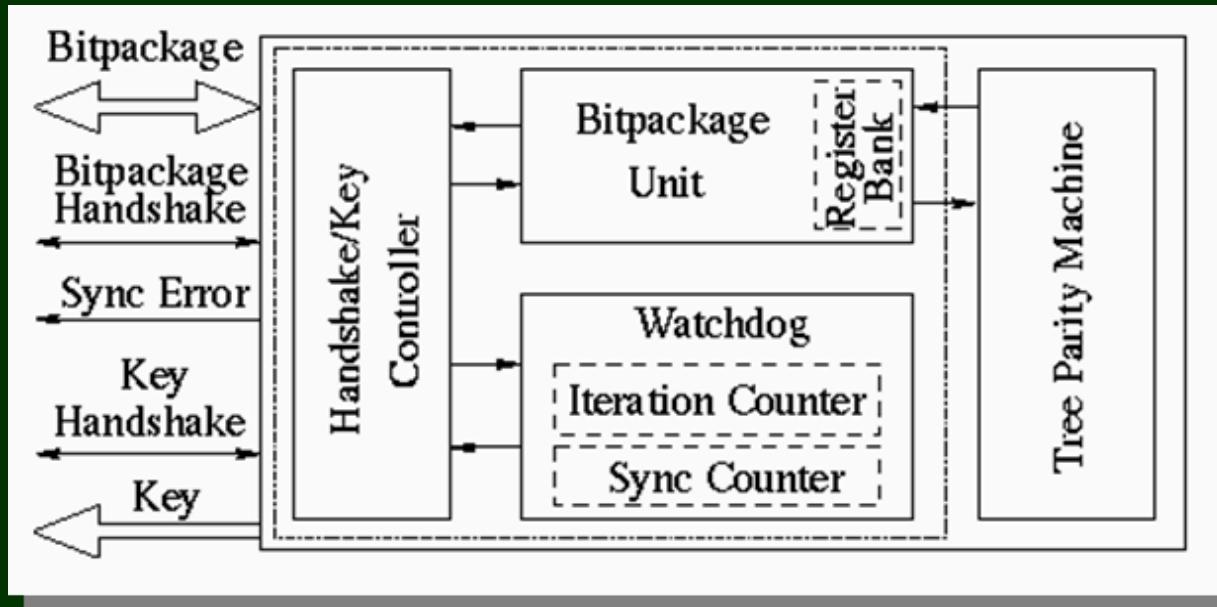 Bitpackage
Bitpackage
Handshake
Sync Error
Key
Handshake
Key
Handshake/Key
Controller
Bitpackage
Unit
Register
Bank
Watchdog
Iteration Counter
Sync Counter
Tree Parity Machine